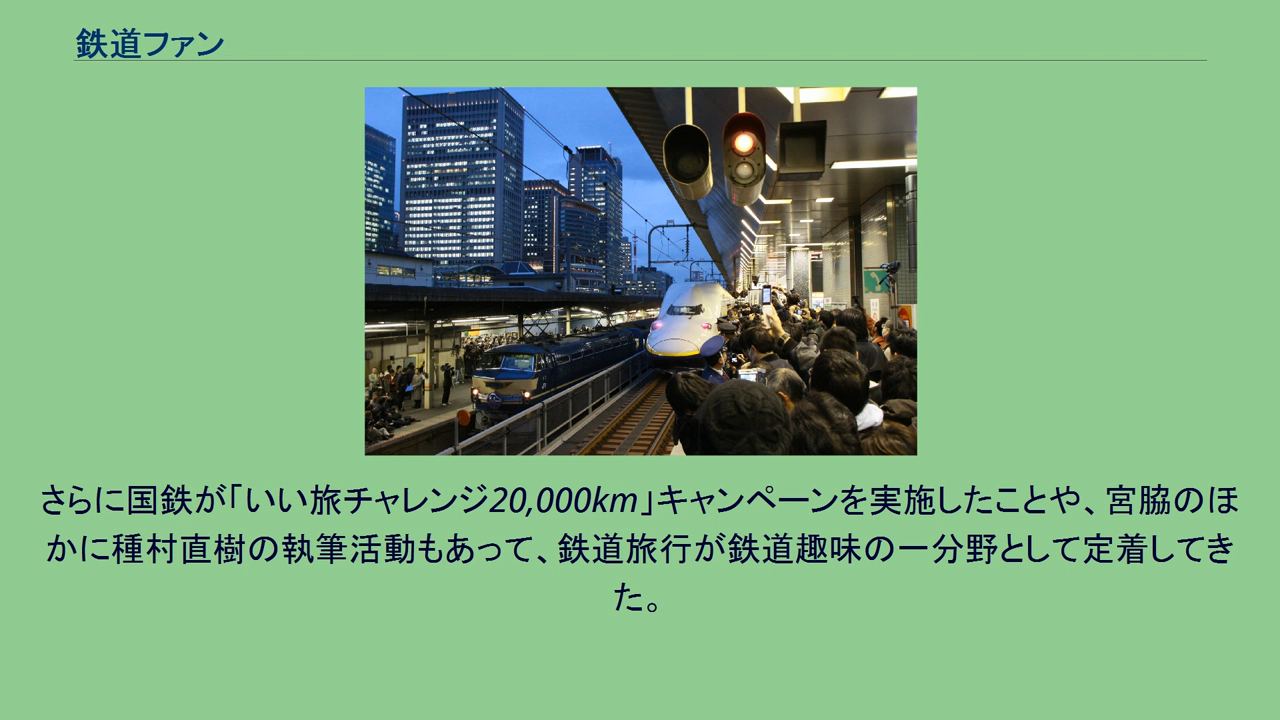 鉄道ファン
さらに国鉄が「いい旅チャレンジ20,000km」キャンペーンを実施したことや、宮脇のほ
かに種村直樹の執筆活動もあって、鉄道旅行が鉄道趣味の一分野として定着してき
た。